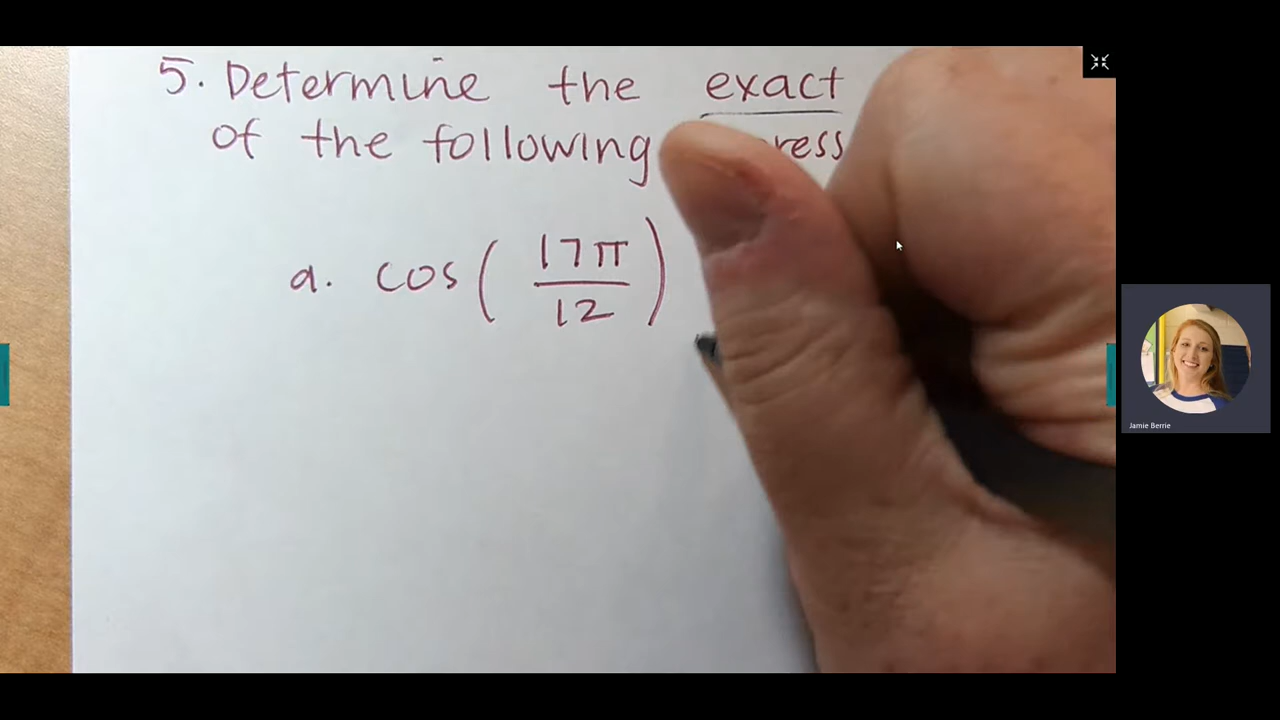 5. Determine the exact
of the following
a. cos(17π/12)
Jamie Berrie